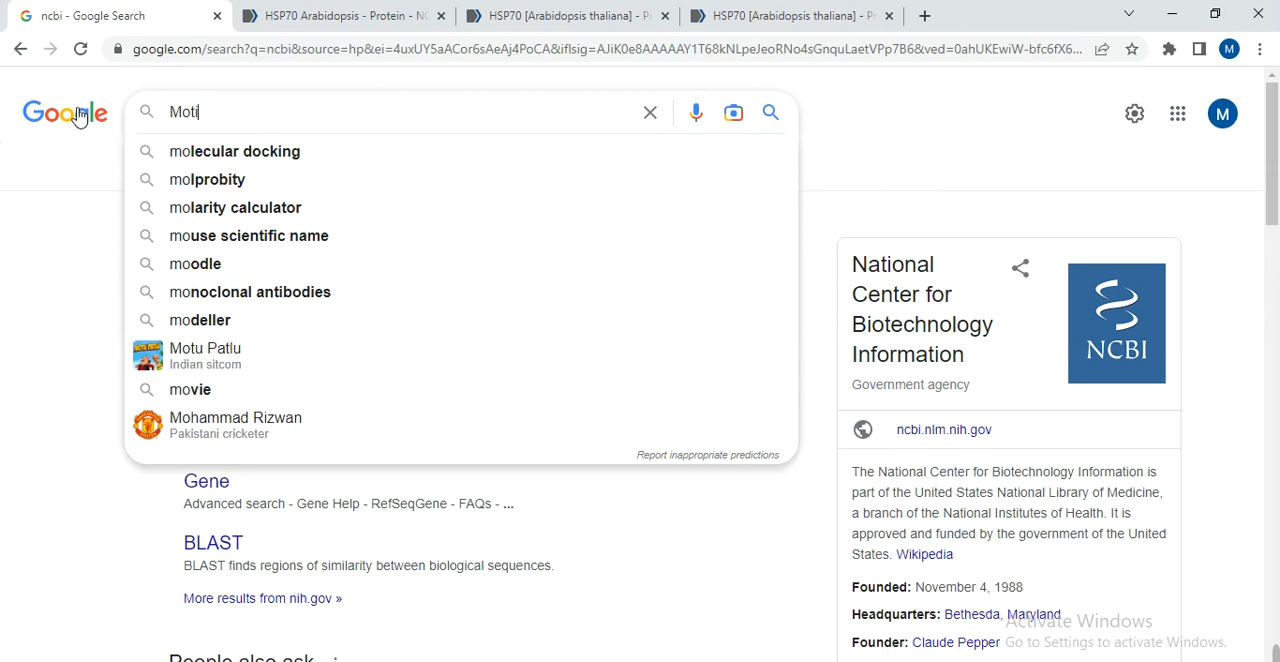 ncbi - Google Search
HSP70 Arabidopsis - Protein - NC
HSP70 [Arabidopsis thaliana] - Pr
HSP70 [Arabidopsis thaliana] - Pr
google.com/search?q=ncbi&source=hp&ei=4uxUY5aACor6sAeAj4PoCA&iflsig=AJiK0e8AAAAAY1T68kNLpeJeoRNo4sGnquLaetVPp7B6&ved=0ahUKEwiW-bfc6fX6...
M
Google
Moti
M
molecular docking
molprobity
molarity calculator
mouse scientific name
moodle
monoclonal antibodies
modeller
Motu Patlu
Indian sitcom
movie
Mohammad Rizwan
Pakistani cricketer
Report inappropriate predictions
Gene
Advanced search - Gene Help - RefSeqGene - FAQs - ...
BLAST
BLAST finds regions of similarity between biological sequences.
More results from nih.gov »
People also ask
National
Center for
Biotechnology
Information
Government agency
NCBI
ncbi.nlm.nih.gov
The National Center for Biotechnology Information is
part of the United States National Library of Medicine,
a branch of the National Institutes of Health. It is
approved and funded by the government of the United
States. Wikipedia
Founded: November 4, 1988
Headquarters: Bethesda, Maryland
Founder: Claude Pepper
Activate Windows
Go to Settings to activate Windows.